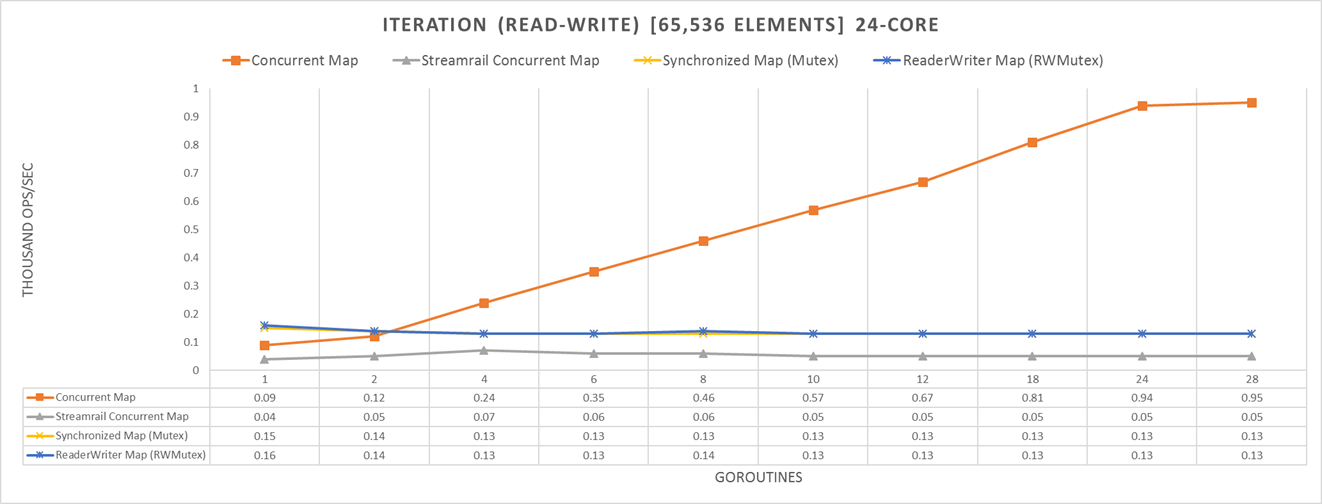 ITERATION (READ-WRITE) [65,536 ELEMENTS] 24-CORE
Concurrent Map Streamrail Concurrent Map Synchronized Map (Mutex) ReaderWriter Map (RWMutex)
THOUSAND OPS/SEC
1
0.9
0.8
0.7
0.6
0.5
0.4
0.3
0.2
0.1
0
1 2 4 6 8 10 12 18 24 28
Concurrent Map 0.09 0.12 0.24 0.35 0.46 0.57 0.67 0.81 0.94 0.95
Streamrail Concurrent Map 0.04 0.05 0.07 0.06 0.06 0.05 0.05 0.05 0.05 0.05
Synchronized Map (Mutex) 0.15 0.14 0.13 0.13 0.13 0.13 0.13 0.13 0.13 0.13
ReaderWriter Map (RWMutex) 0.16 0.14 0.13 0.13 0.14 0.13 0.13 0.13 0.13 0.13
GOROUTINES